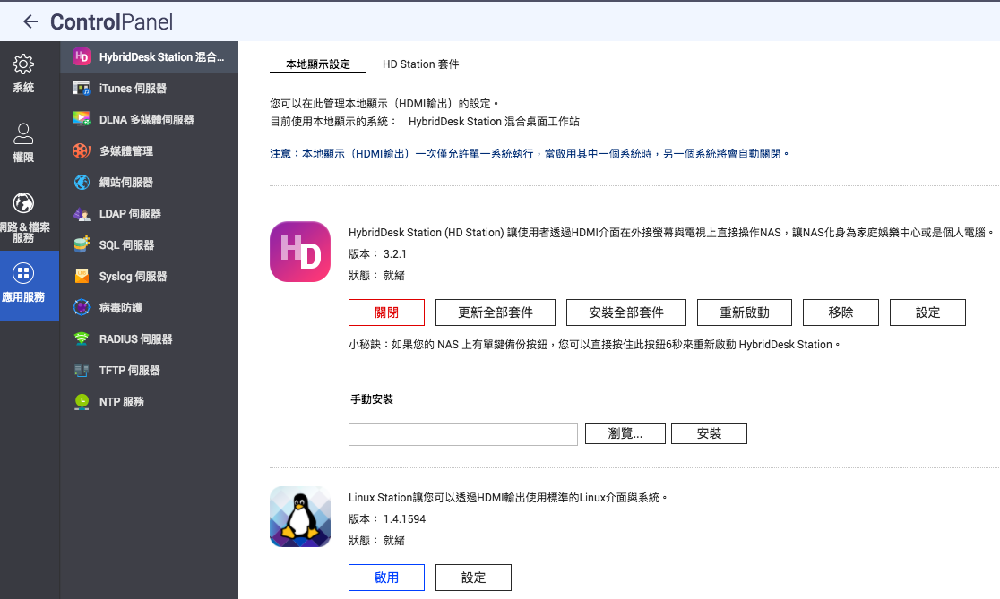 ControlPanel
系統
權限
網路＆檔案
服務
應用服務
HD
HybridDesk Station 混合...
iTunes 伺服器
DLNA 多媒體伺服器
多媒體管理
網站伺服器
LDAP 伺服器
SQL 伺服器
Syslog 伺服器
病毒防護
RADIUS 伺服器
TFTP 伺服器
NTP 服務
本地顯示設定 HD Station 套件
您可以在此管理本地顯示（HDMI輸出）的設定。
目前使用本地顯示的系統： HybridDesk Station 混合桌面工作站
注意：本地顯示（HDMI輸出）一次僅允許單一系統執行，當啟用其中一個系統時，另一個系統將會自動關閉。
HD
HybridDesk Station (HD Station) 讓使用者透過HDMI介面在外接螢幕與電視上直接操作NAS，讓NAS化身為家庭娛樂中心或是個人電腦。
版本： 3.2.1
狀態： 就緒
關閉 更新全部套件 安裝全部套件 重新啟動 移除 設定
小秘訣：如果您的 NAS 上有單鍵備份按鈕，您可以直接按住此按鈕6秒來重新啟動 HybridDesk Station。
手動安裝
瀏覽... 安裝
Linux Station讓您可以透過HDMI輸出使用標準的Linux介面與系統。
版本： 1.4.1594
狀態： 就緒
啟用 設定